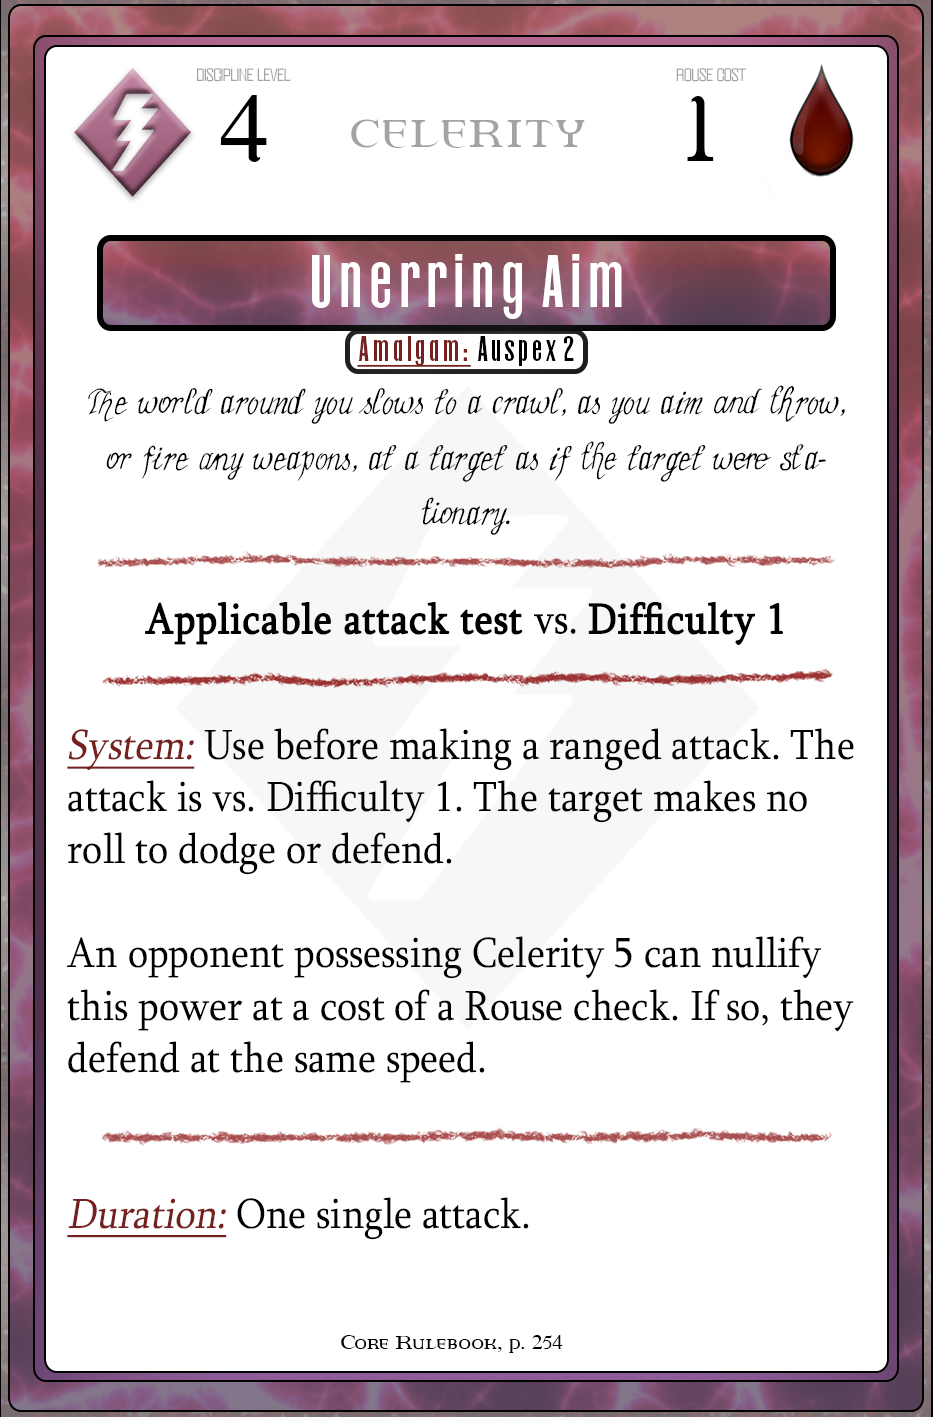 DISCIPLINE LEVEL
4
CELERITY
ROUSE COST
1
Unerring Aim
Amalgam: Auspex 2
The world around you slows to a crawl, as you aim and throw,
or fire any weapons, at a target as if the target were sta-
tionary.
Applicable attack test vs. Difficulty 1
System: Use before making a ranged attack. The
attack is vs. Difficulty 1. The target makes no
roll to dodge or defend.
An opponent possessing Celerity 5 can nullify
this power at a cost of a Rouse check. If so, they
defend at the same speed.
Duration: One single attack.
Core Rulebook, p. 254